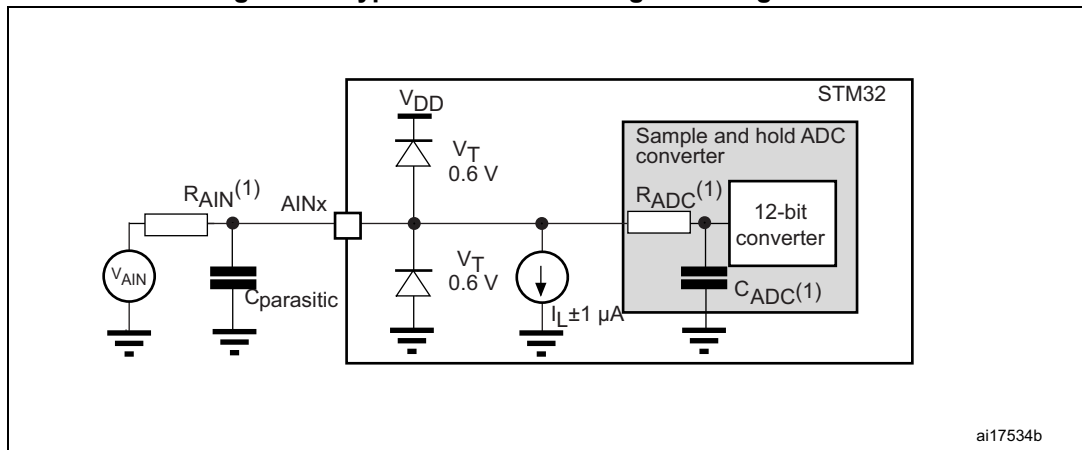 STM32
VDD
Sample and hold ADC
converter
VT
0.6 V
RAIN(1)
AINx
RADC(1)
12-bit
converter
VAIN
Cparasitic
VT
0.6 V
IL±1 µA
CADC(1)
ai17534b